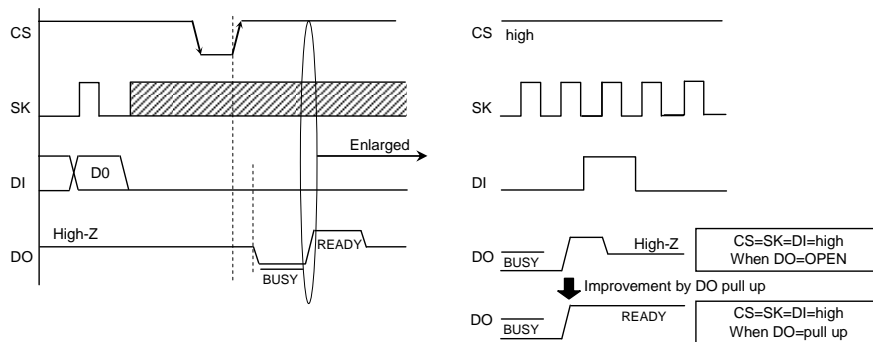 CS
SK
DI
D0
Enlarged
High-Z
DO
BUSY
READY
CS
high
SK
DI
DO
BUSY
High-Z
CS=SK=DI=high
When DO=OPEN
Improvement by DO pull up
DO
BUSY
READY
CS=SK=DI=high
When DO=pull up